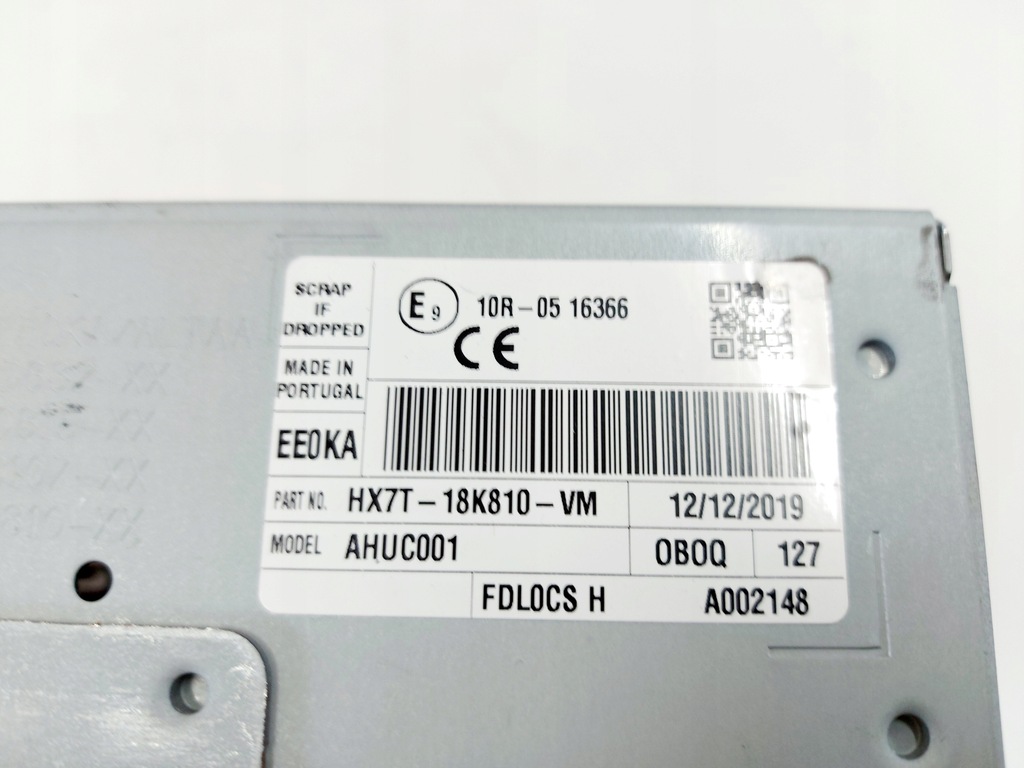 SCRAP
IF
DROPPED
E9 10R-05 16366
CE
MADE IN
PORTUGAL
EE0KA
PART NO. HX7T-18K810-VM 12/12/2019
MODEL AHUC001 OBOQ 127
FDLOCS H A002148